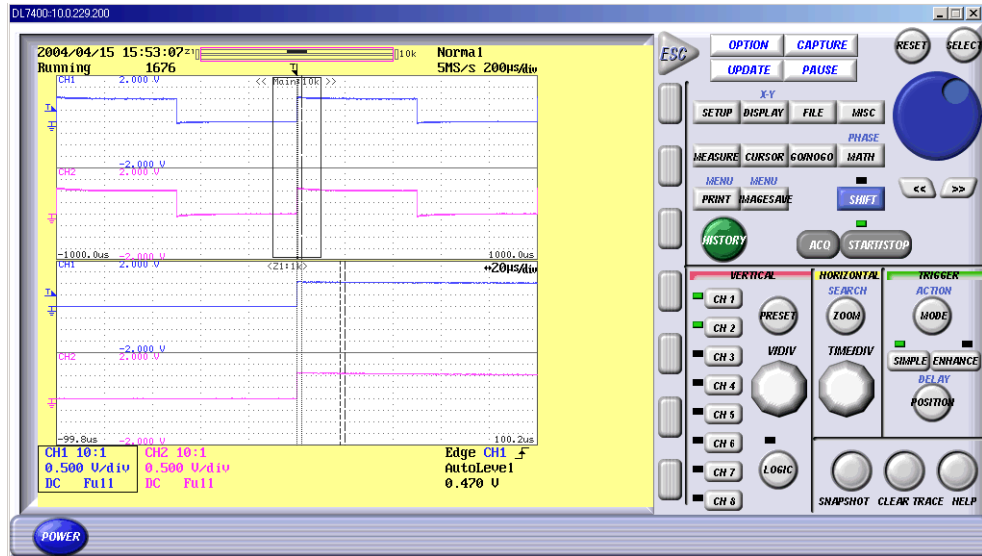 DL7400::10.0.229.200
2004/04/15 15:53:07 Z1 10k Normal
Running 1676 T 5MS/s 200µs/div
CH1 2.000 V << Main:10k >>
T
-2.000 V
CH2 2.000 V
-1000.0us -2.000 V 1000.0us
CH1 2.000 V <Z1:1k> 20µs/div
T
-2.000 V
CH2 2.000 V
-99.8us -2.000 V 100.2us
CH1 10:1 CH2 10:1 Edge CH1
0.500 V/div 0.500 V/div AutoLevel
DC Full DC Full 0.470 V
ESC
OPTION CAPTURE
UPDATE PAUSE
RESET SELECT
X-Y
SETUP DISPLAY FILE MISC
PHASE
MEASURE CURSOR GO/NOGO MATH
MENU MENU
PRINT IMAGESAVE SHIFT << >>
HISTORY ACQ START/STOP
VERTICAL HORIZONTAL TRIGGER
SEARCH ACTION
CH 1
PRESET ZOOM MODE
CH 2
V/DIV TIME/DIV SIMPLE ENHANCE
CH 3
DELAY
CH 4
POSITION
CH 5
CH 6
CH 7 LOGIC
CH 8
SNAPSHOT CLEAR TRACE HELP
POWER